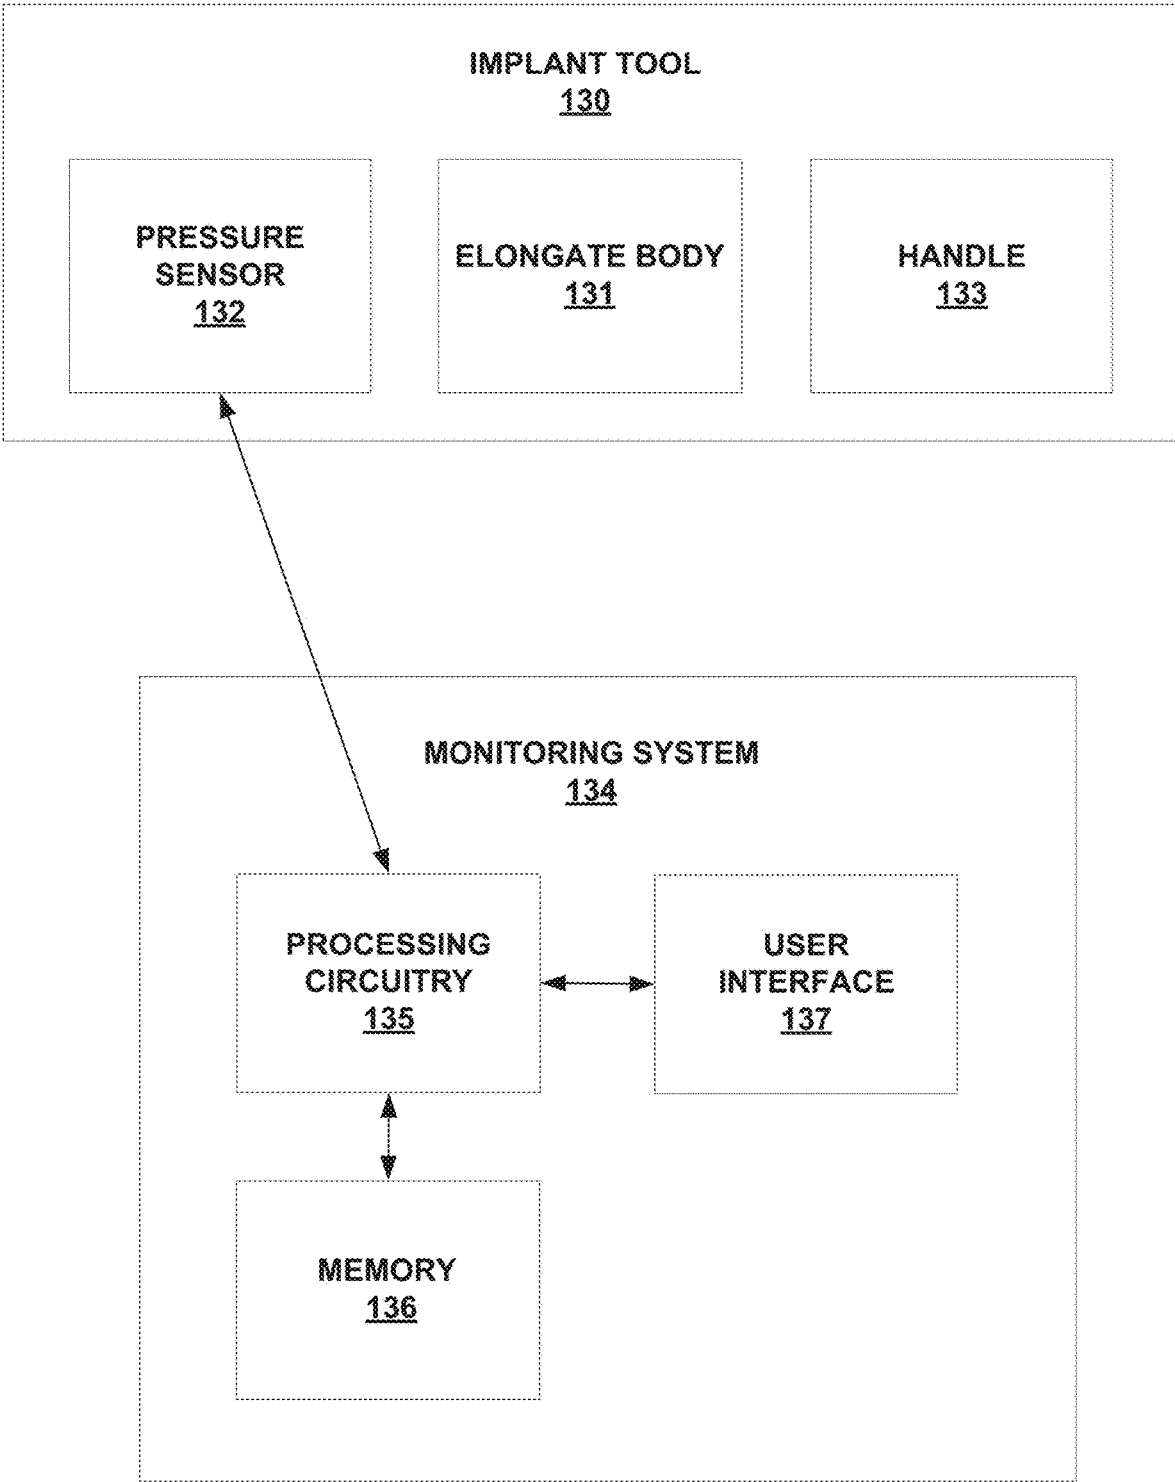 IMPLANT TOOL
130
PRESSURE
SENSOR
132
ELONGATE BODY
131
HANDLE
133
MONITORING SYSTEM
134
PROCESSING
CIRCUITRY
135
USER
INTERFACE
137
MEMORY
136